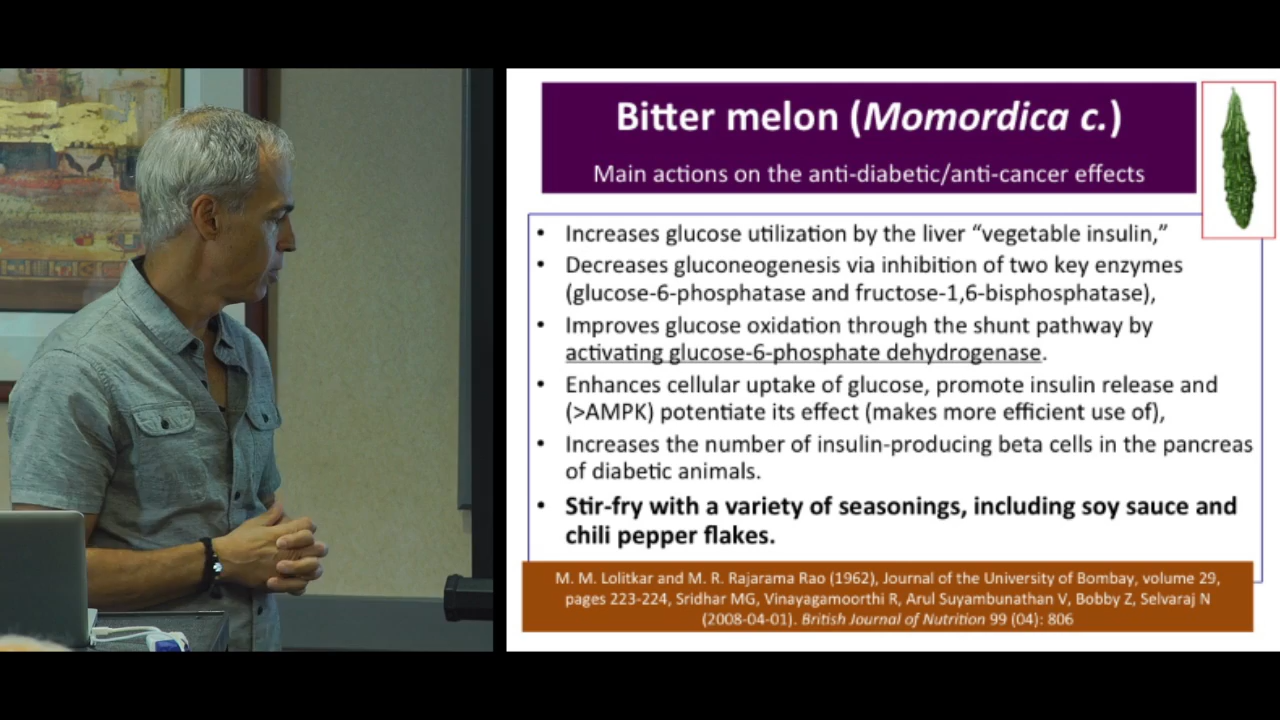 Bitter melon (Momordica c.)
Main actions on the anti-diabetic/anti-cancer effects
• Increases glucose utilization by the liver “vegetable insulin,”
• Decreases gluconeogenesis via inhibition of two key enzymes
(glucose-6-phosphatase and fructose-1,6-bisphosphatase),
• Improves glucose oxidation through the shunt pathway by
activating glucose-6-phosphate dehydrogenase.
• Enhances cellular uptake of glucose, promote insulin release and
(>AMPK) potentiate its effect (makes more efficient use of),
• Increases the number of insulin-producing beta cells in the pancreas
of diabetic animals.
• Stir-fry with a variety of seasonings, including soy sauce and
chili pepper flakes.
M. M. Lolitkar and M. R. Rajarama Rao (1962), Journal of the University of Bombay, volume 29,
pages 223-224, Sridhar MG, Vinayagamoorthi R, Arul Suyambunathan V, Bobby Z, Selvaraj N
(2008-04-01). British Journal of Nutrition 99 (04): 806